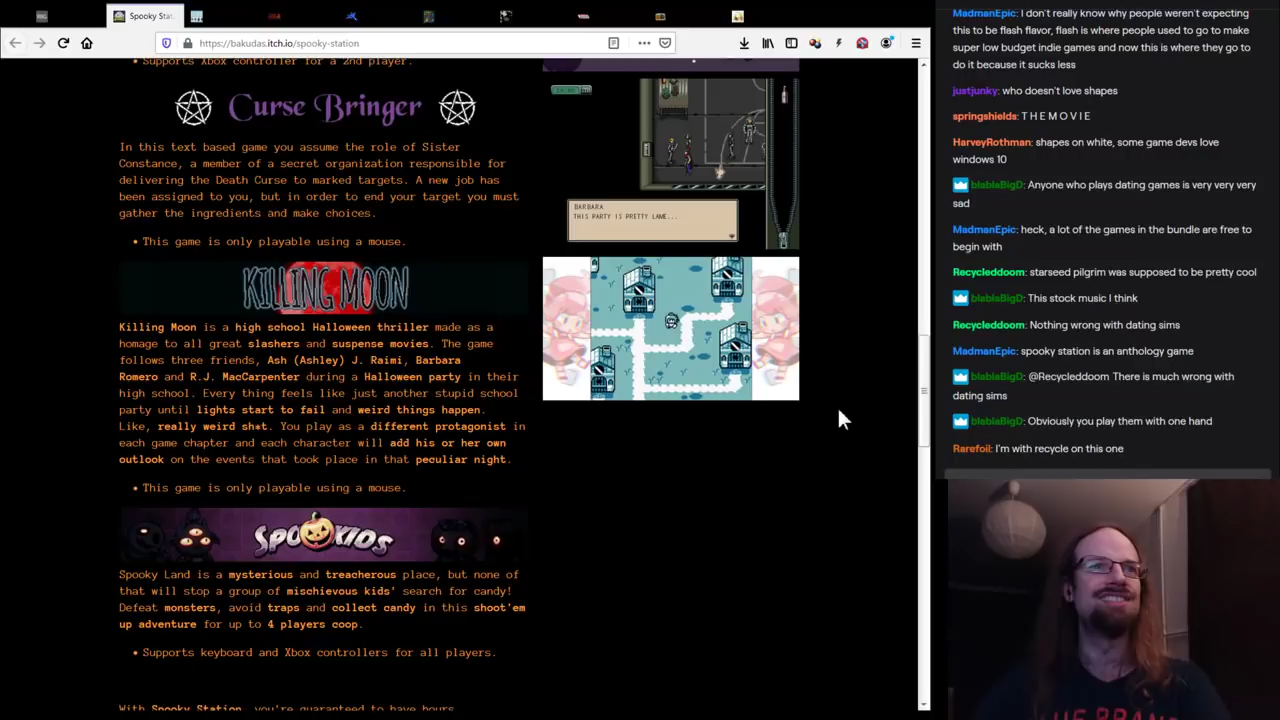 Spooky Stat
https://bakudas.itch.io/spooky-station
Supports Xbox controller for a 2nd player.
Curse Bringer
In this text based game you assume the role of Sister
Constance, a member of a secret organization responsible for
delivering the Death Curse to marked targets. A new job has
been assigned to you, but in order to end your target you must
gather the ingredients and make choices.
• This game is only playable using a mouse.
KILLING MOON
Killing Moon is a high school Halloween thriller made as a
homage to all great slashers and suspense movies. The game
follows three friends, Ash (Ashley) J. Raimi, Barbara
Romero and R.J. MacCarpenter during a Halloween party in their
high school. Every thing feels like just another stupid school
party until lights start to fail and weird things happen.
Like, really weird sh*t. You play as a different protagonist in
each game chapter and each character will add his or her own
outlook on the events that took place in that peculiar night.
• This game is only playable using a mouse.
SPOOKIDS
Spooky Land is a mysterious and treacherous place, but none of
that will stop a group of mischievous kids' search for candy!
Defeat monsters, avoid traps and collect candy in this shoot'em
up adventure for up to 4 players coop.
• Supports keyboard and Xbox controllers for all players.
With Spooky Station, you're guaranteed to have hours
BARBARA
THIS PARTY IS PRETTY LAME...
MadmanEpic: I don't really know why people weren't expecting
this to be flash flavor, flash is where people used to go to make
super low budget indie games and now this is where they go to
do it because it sucks less
justjunky: who doesn't love shapes
springshields: T H E M O V I E
HarveyRothman: shapes on white, some game devs love
windows 10
blablaBigD: Anyone who plays dating games is very very very
sad
MadmanEpic: heck, a lot of the games in the bundle are free to
begin with
Recycleddoom: starseed pilgrim was supposed to be pretty cool
blablaBigD: This stock music I think
Recycleddoom: Nothing wrong with dating sims
MadmanEpic: spooky station is an anthology game
blablaBigD: @Recycleddoom There is much wrong with
dating sims
blablaBigD: Obviously you play them with one hand
Rarefoil: I'm with recycle on this one